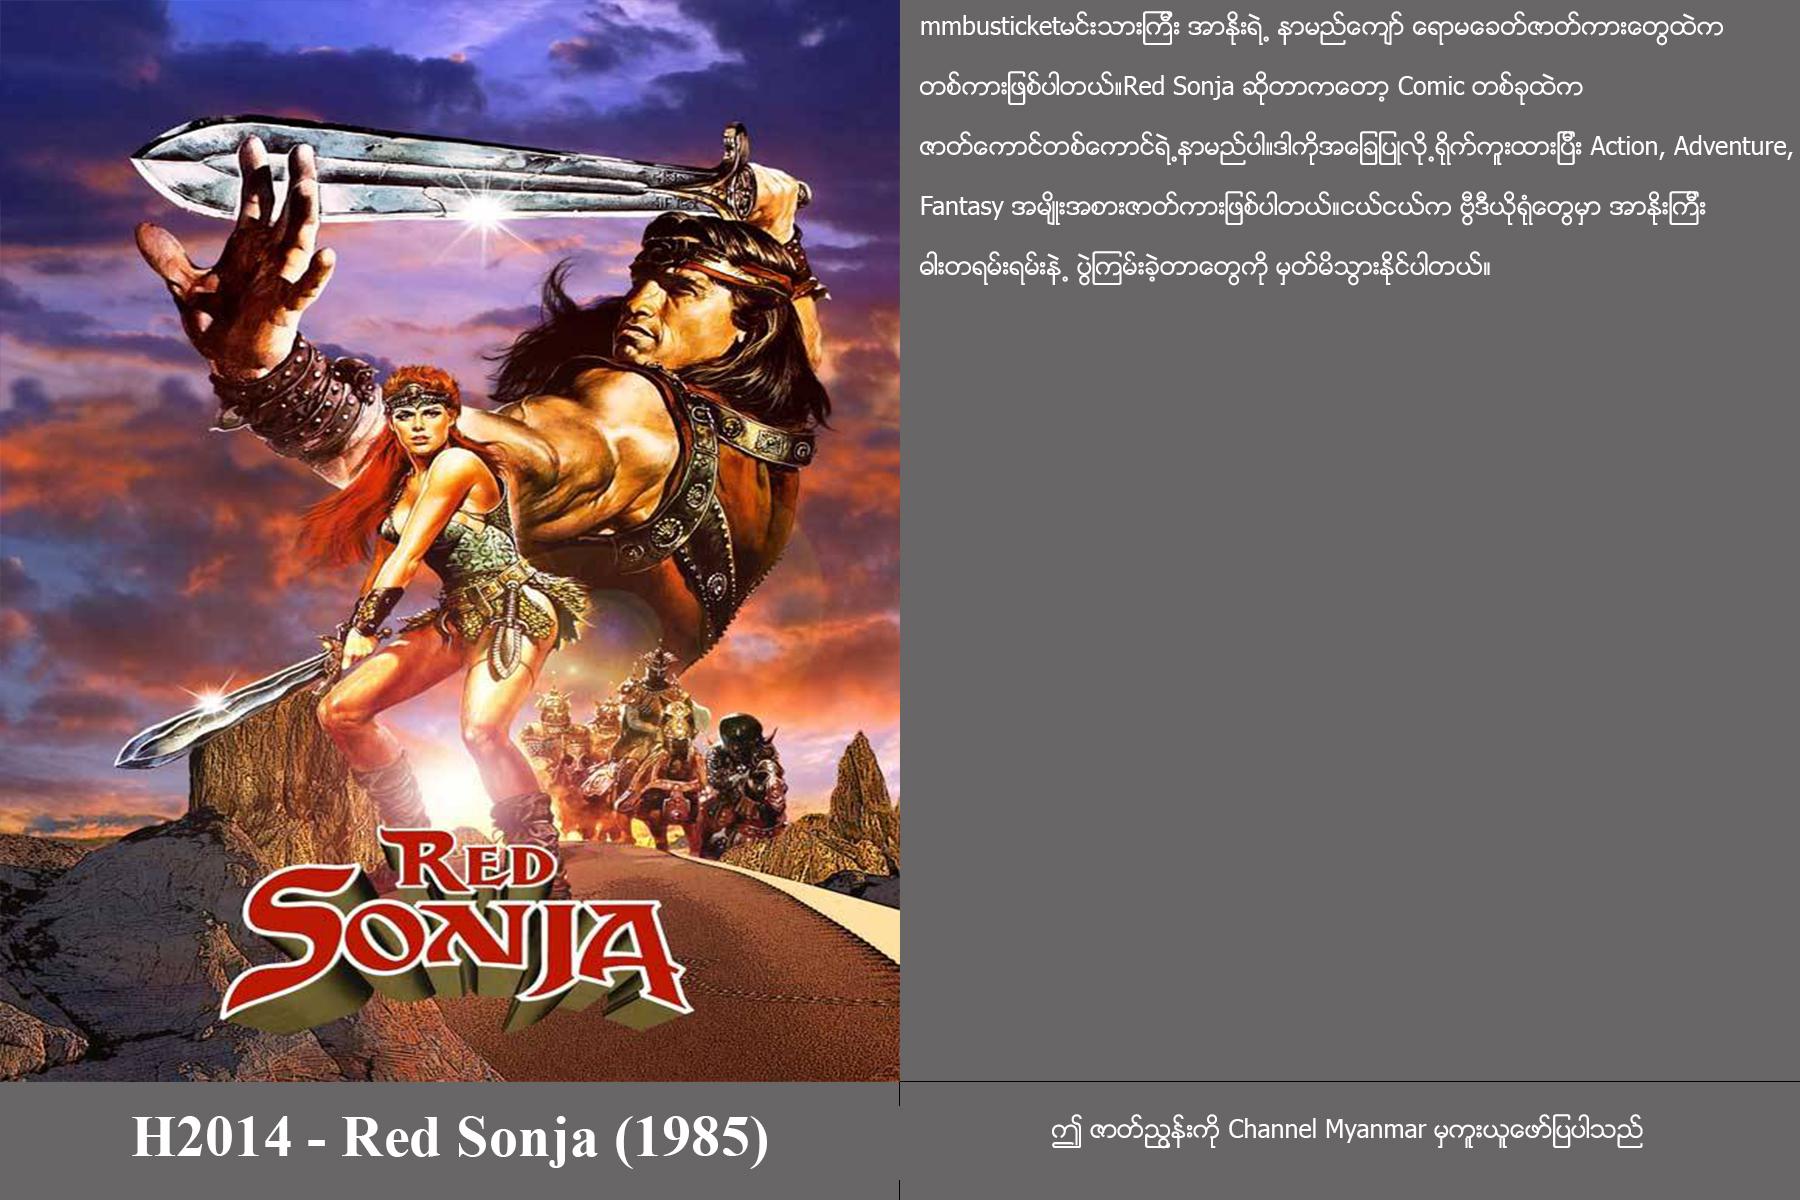 mmbusticketမင်းသားကြီး အာနိုးရဲ့ နာမည်ကျော် ရောမခေတ်ဇာတ်ကားတွေထဲက
တစ်ကားဖြစ်ပါတယ်။Red Sonja ဆိုတာကတော့ Comic တစ်ခုထဲက
ဇာတ်ကောင်တစ်ကောင်ရဲ့နာမည်ပါ။ဒါကိုအခြေပြုလို့ရိုက်ကူးထားပြီး Action, Adventure,
Fantasy အမျိုးအစားဇာတ်ကားဖြစ်ပါတယ်။ငယ်ငယ်က ဗွီဒီယိုရုံတွေမှာ အာနိုးကြီး
ဓါးတရမ်းရမ်းနဲ့ ပွဲကြမ်းခဲ့တာတွေကို မှတ်မိသွားနိုင်ပါတယ်။
RED
SONJA
H2014 - Red Sonja (1985)
ဤ ဇာတ်ညွှန်းကို Channel Myanmar မှကူးယူဖော်ပြပါသည်